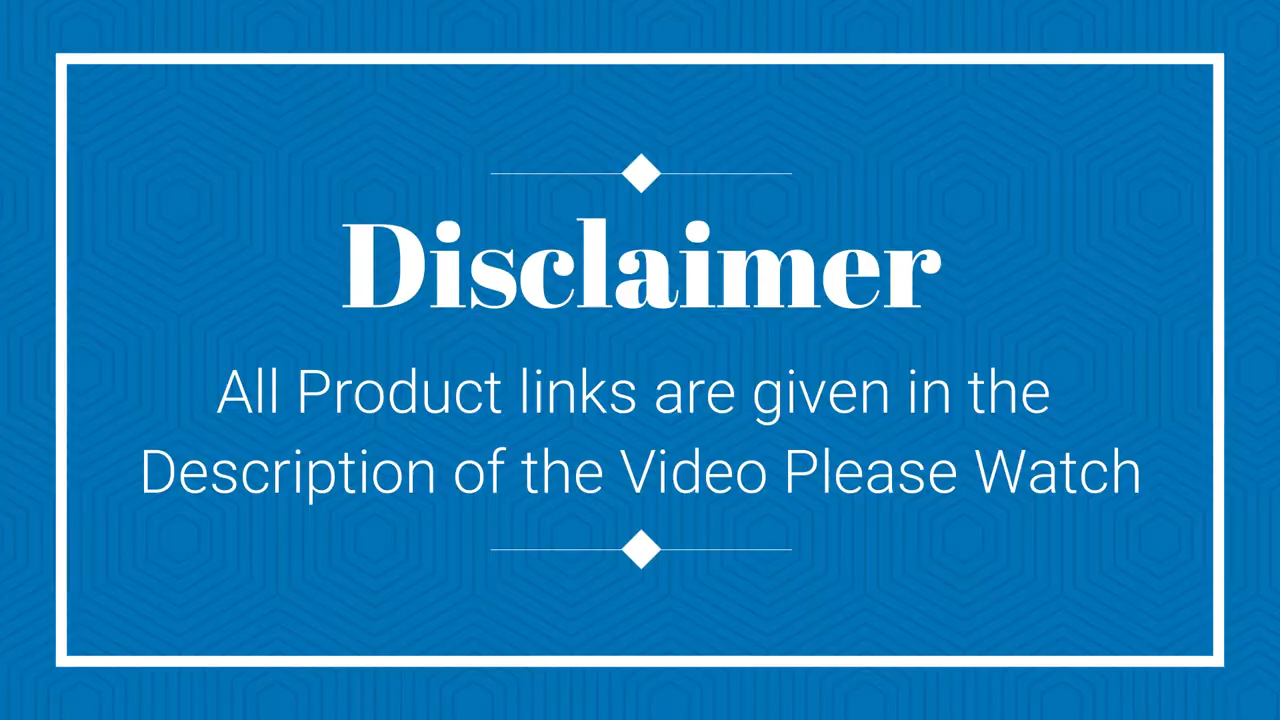 Disclaimer
All Product links are given in the
Description of the Video Please Watch